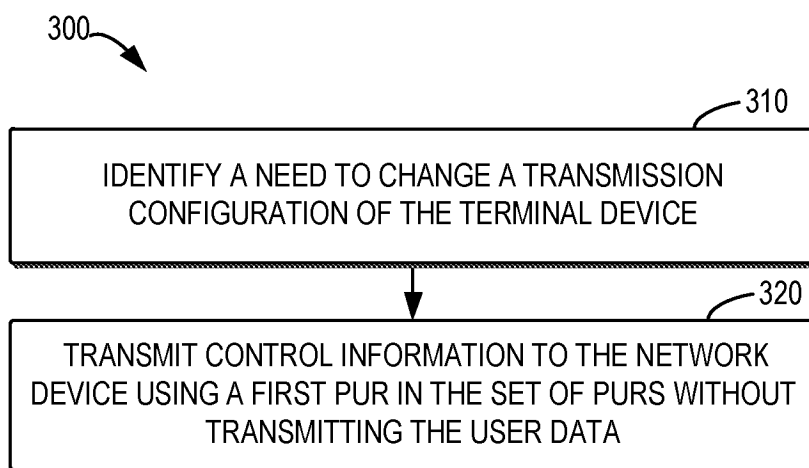 300
310
IDENTIFY A NEED TO CHANGE A TRANSMISSION
CONFIGURATION OF THE TERMINAL DEVICE
320
TRANSMIT CONTROL INFORMATION TO THE NETWORK
DEVICE USING A FIRST PUR IN THE SET OF PURS WITHOUT
TRANSMITTING THE USER DATA